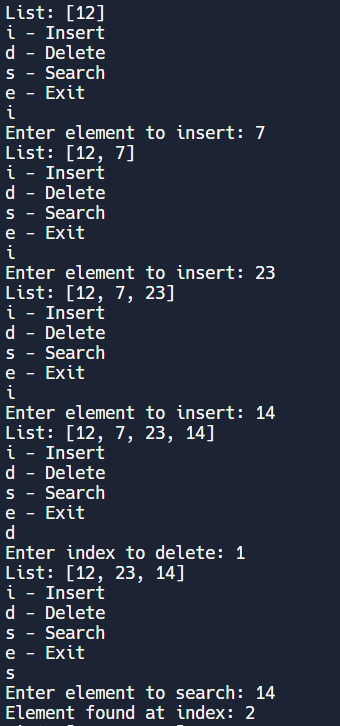 List: [12]
i - Insert
d - Delete
s - Search
e - Exit
i
Enter element to insert: 7
List: [12, 7]
i - Insert
d - Delete
s - Search
e - Exit
i
Enter element to insert: 23
List: [12, 7, 23]
i - Insert
d - Delete
s - Search
e - Exit
i
Enter element to insert: 14
List: [12, 7, 23, 14]
i - Insert
d - Delete
s - Search
e - Exit
d
Enter index to delete: 1
List: [12, 23, 14]
i - Insert
d - Delete
s - Search
e - Exit
s
Enter element to search: 14
Element found at index: 2